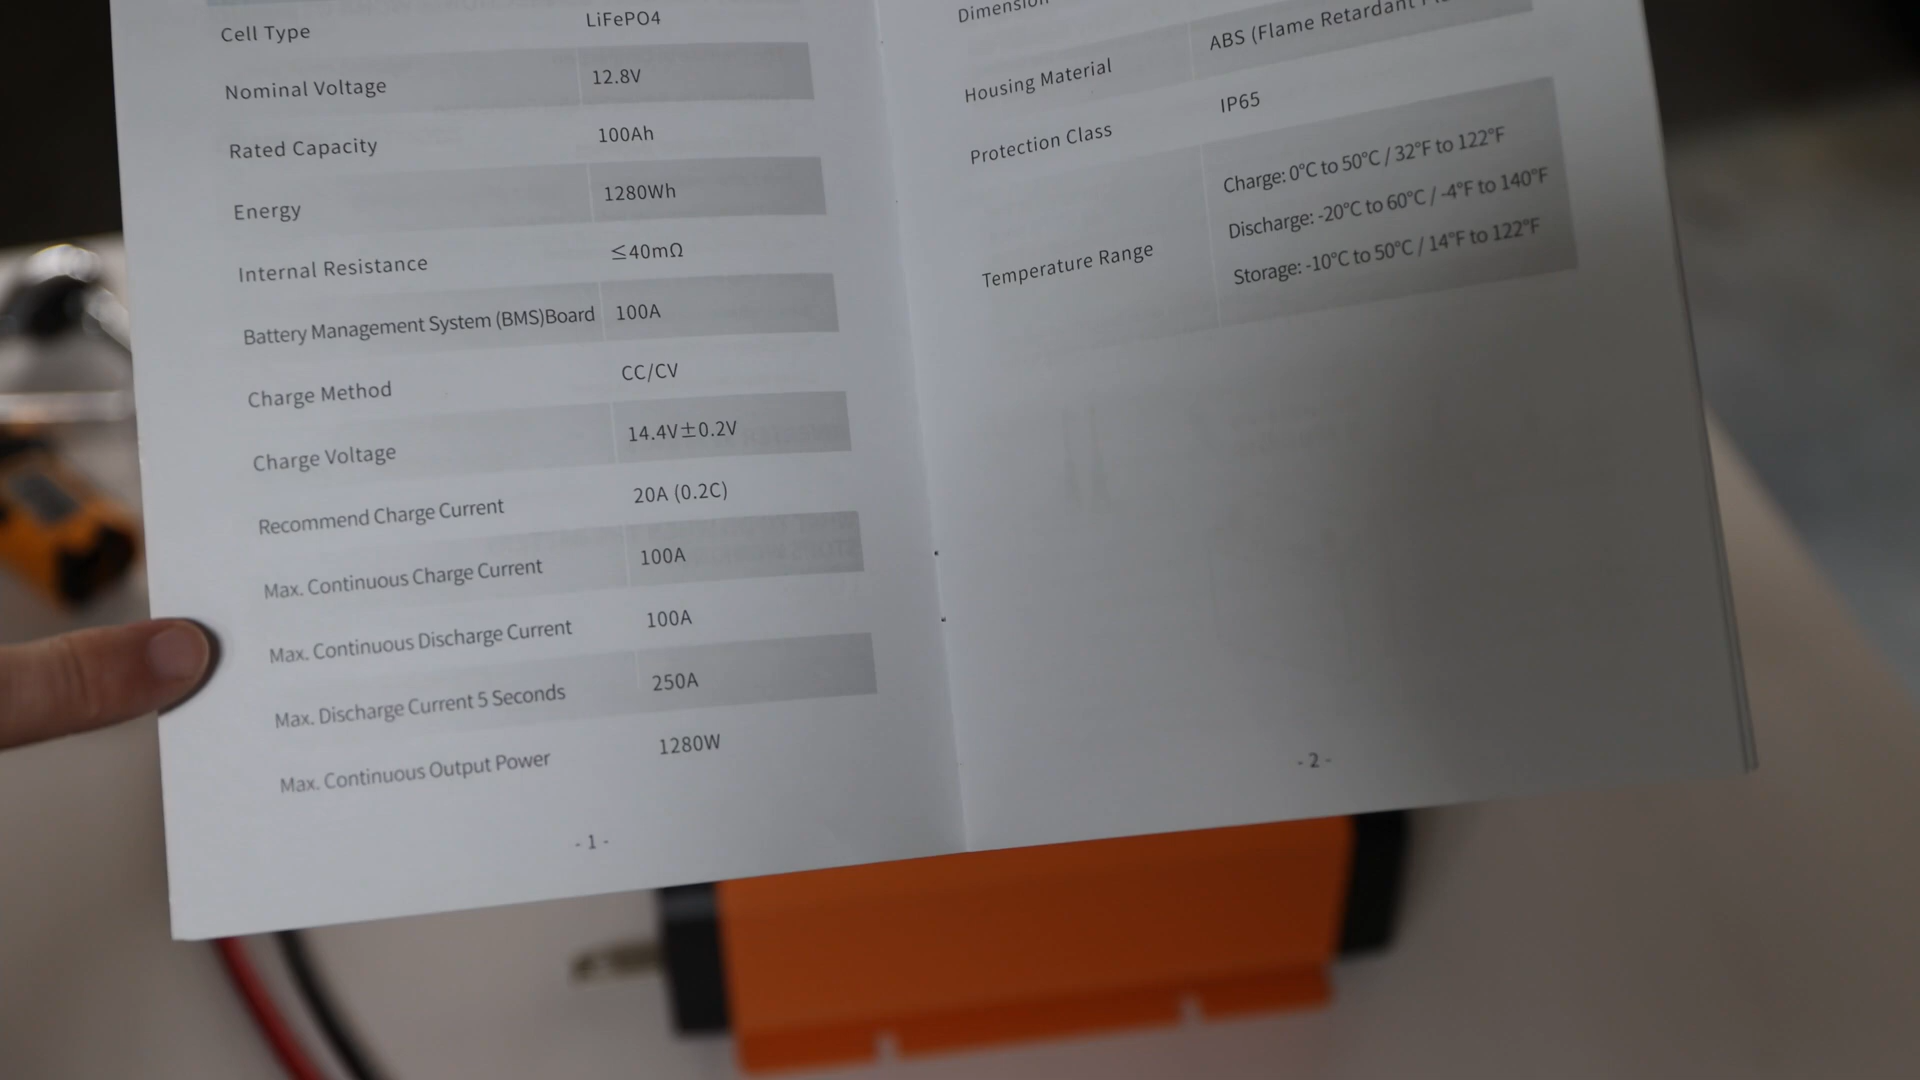 Cell Type LiFePO4
Nominal Voltage 12.8V
Rated Capacity 100Ah
Energy 1280Wh
Internal Resistance ≤40mΩ
Battery Management System (BMS)Board 100A
Charge Method CC/CV
Charge Voltage 14.4V±0.2V
Recommend Charge Current 20A (0.2C)
Max. Continuous Charge Current 100A
Max. Continuous Discharge Current 100A
Max. Discharge Current 5 Seconds 250A
Max. Continuous Output Power 1280W
- 1 -
Dimension
Housing Material ABS (Flame Retardant
Protection Class IP65
Temperature Range
Charge: 0°C to 50°C / 32°F to 122°F
Discharge: -20°C to 60°C / -4°F to 140°F
Storage: -10°C to 50°C / 14°F to 122°F
- 2 -